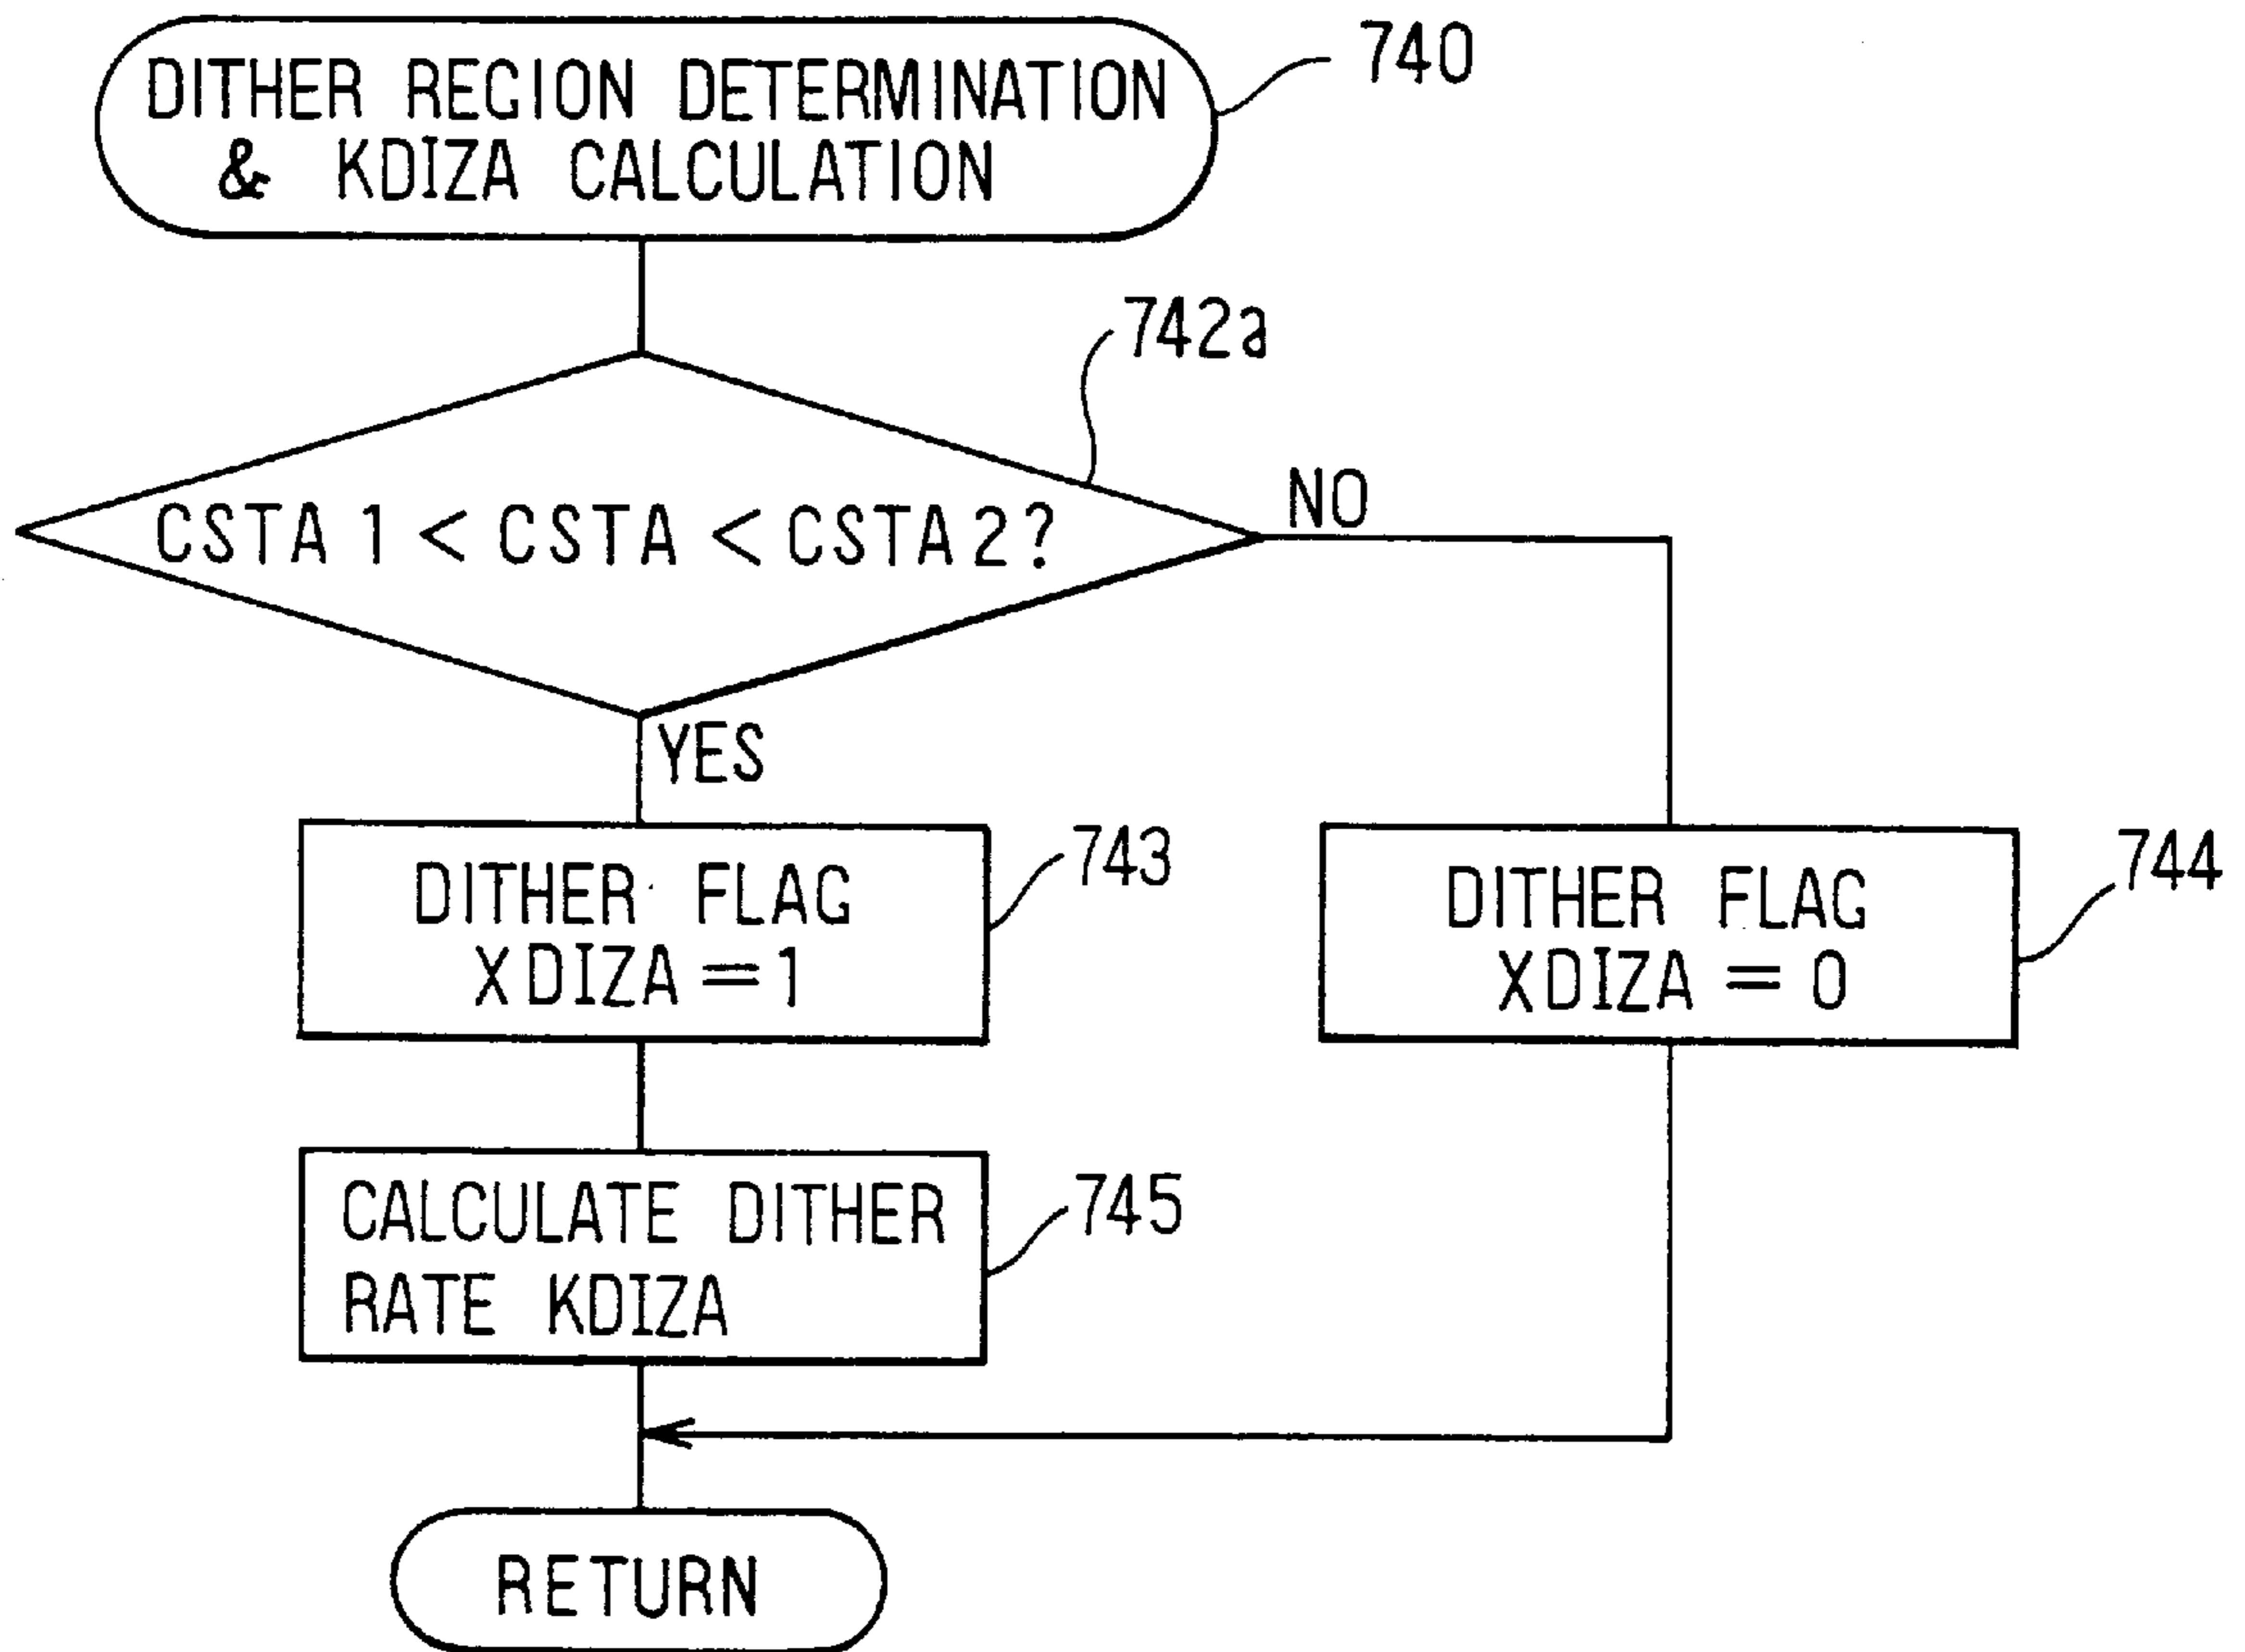 DITHER REGION DETERMINATION
& KDIZA CALCULATION
740
742a
CSTA 1 < CSTA < CSTA 2?
NO
YES
DITHER FLAG
XDIZA = 1
743
DITHER FLAG
XDIZA = 0
744
CALCULATE DITHER
RATE KDIZA
745
RETURN